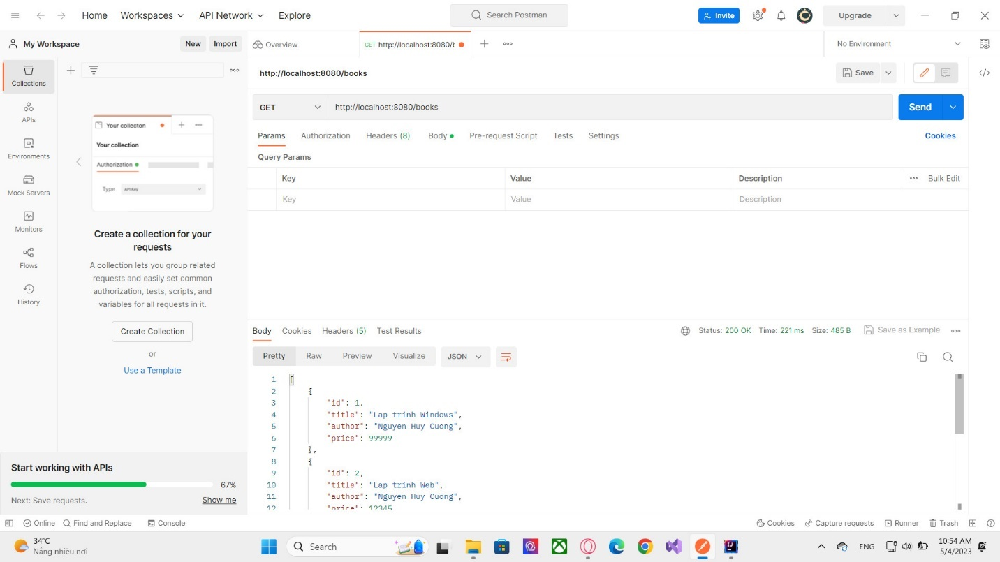 Home Workspaces API Network Explore Search Postman Invite Upgrade
My Workspace New Import Overview GET http://localhost:8080/b No Environment
http://localhost:8080/books Save
GET http://localhost:8080/books Send
Params Authorization Headers (8) Body Pre-request Script Tests Settings Cookies
Query Params
Key Value Description Bulk Edit
Key Value Description
Collections
APIs
Environments
Mock Servers
Monitors
Flows
History
Your collecton
Your collection
Authorization
Type API Key
Create a collection for your
requests
A collection lets you group related
requests and easily set common
authorization, tests, scripts, and
variables for all requests in it.
Create Collection
or
Use a Template
Start working with APIs
67%
Next: Save requests. Show me
Body Cookies Headers (5) Test Results Status: 200 OK Time: 221 ms Size: 485 B Save as Example
Pretty Raw Preview Visualize JSON
1 [
2 {
3 "id": 1,
4 "title": "Lap trinh Windows",
5 "author": "Nguyen Huy Cuong",
6 "price": 99999
7 },
8 {
9 "id": 2,
10 "title": "Lap trinh Web",
11 "author": "Nguyen Huy Cuong",
12 "price": 12345
Online Find and Replace Console Cookies Capture requests Runner Trash
34°C
Nắng nhiều nơi
Search
ENG
10:54 AM
5/4/2023